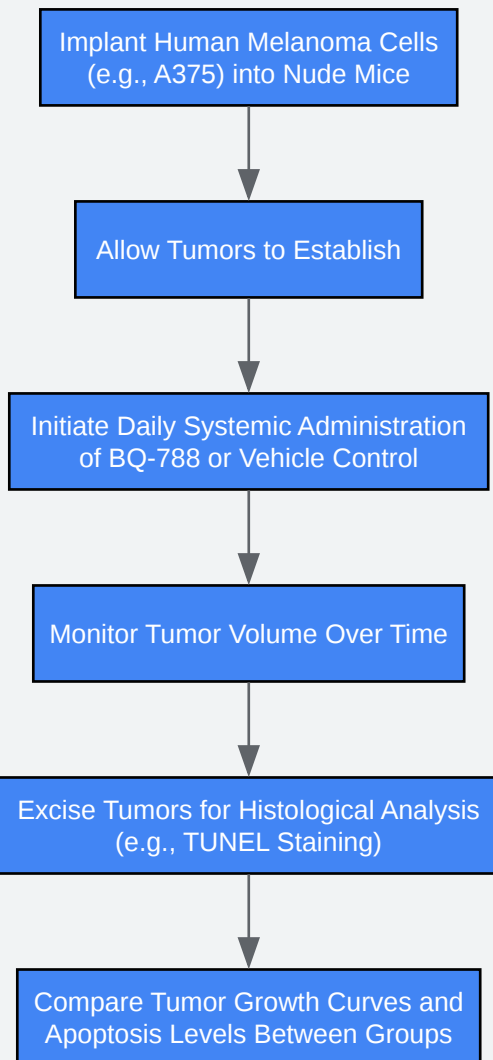 Implant Human Melanoma Cells
(e.g., A375) into Nude Mice
Allow Tumors to Establish
Initiate Daily Systemic Administration
of BQ-788 or Vehicle Control
Monitor Tumor Volume Over Time
Excise Tumors for Histological Analysis
(e.g., TUNEL Staining)
Compare Tumor Growth Curves and
Apoptosis Levels Between Groups